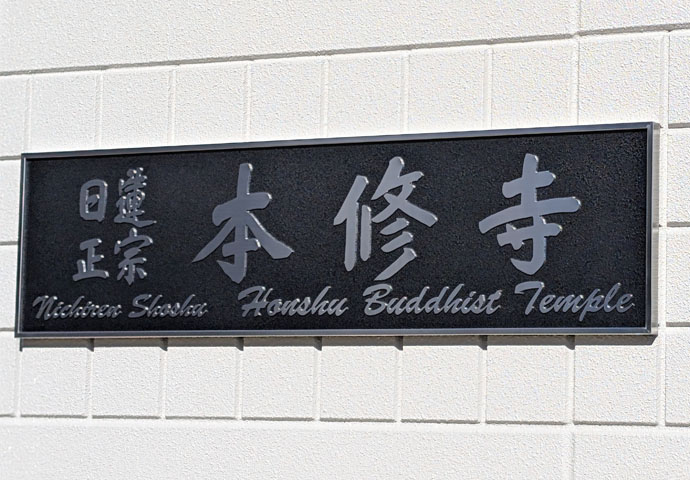 日蓮
正宗
本修寺
Nichiren Shoshu Honshu Buddhist Temple